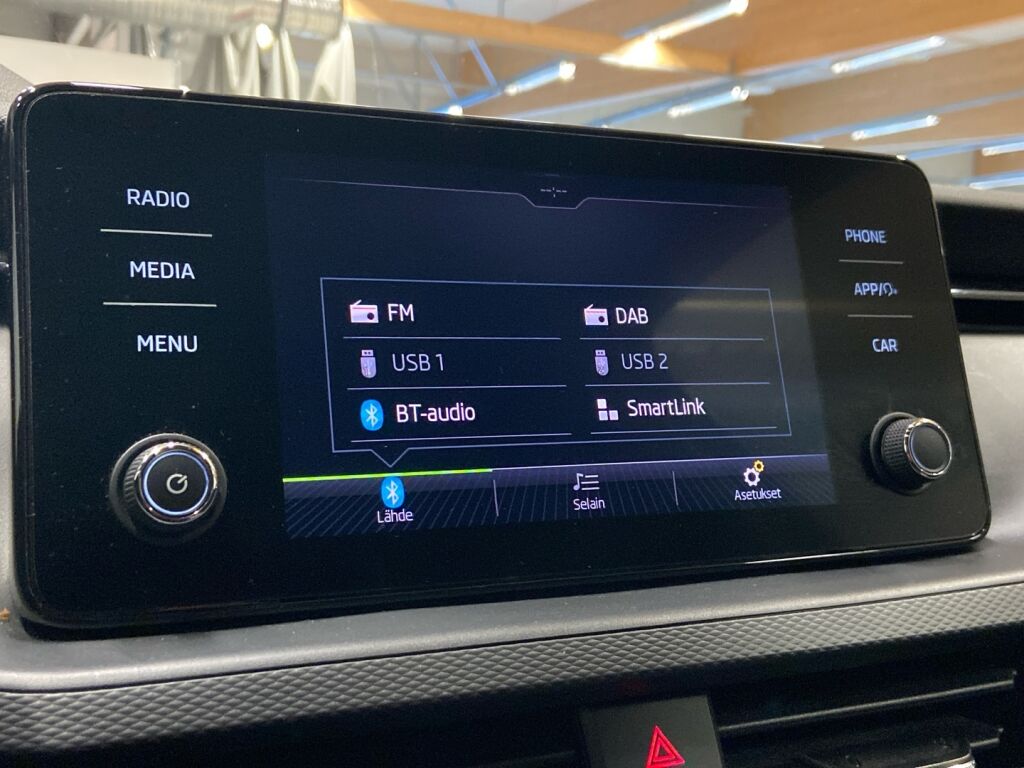 RADIO
MEDIA
MENU
--:--
FM
DAB
USB 1
USB 2
BT-audio
SmartLink
Lähde
Selain
Asetukset
PHONE
APP/
CAR